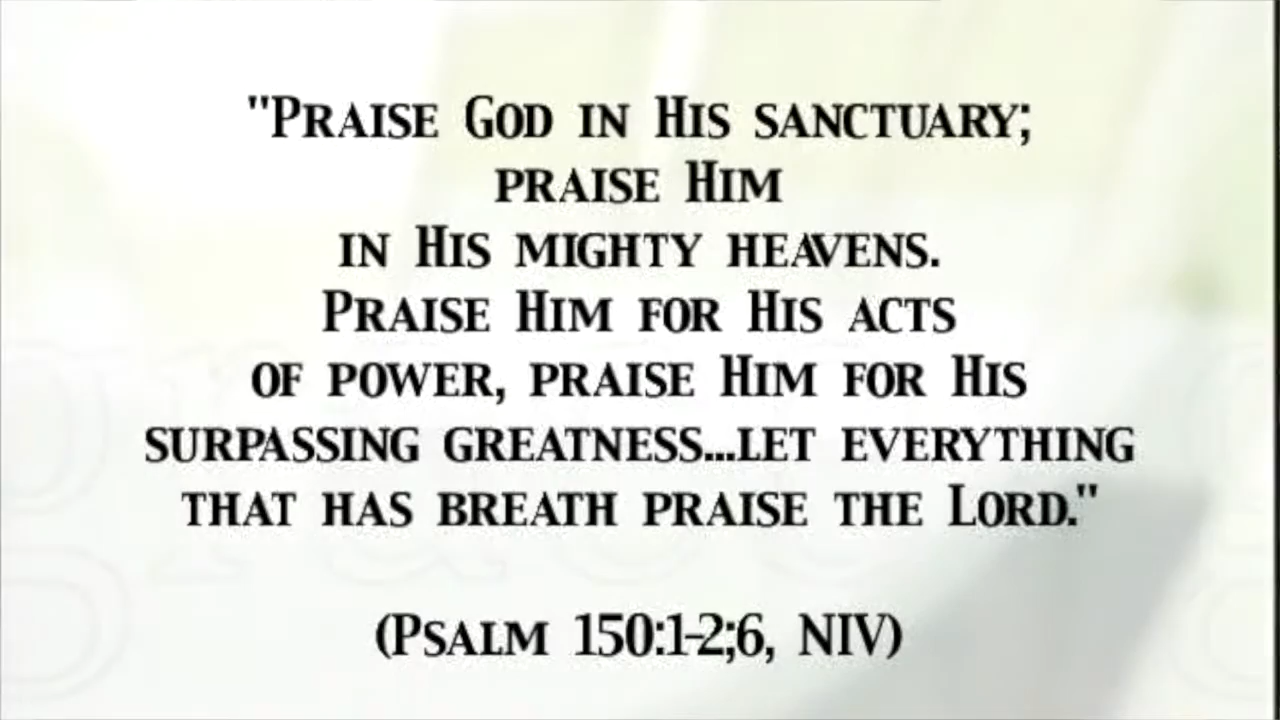 "Praise God in His sanctuary;
praise Him
in His mighty heavens.
Praise Him for His acts
of power, praise Him for His
surpassing greatness...let everything
that has breath praise the Lord."
(Psalm 150:1-2;6, NIV)